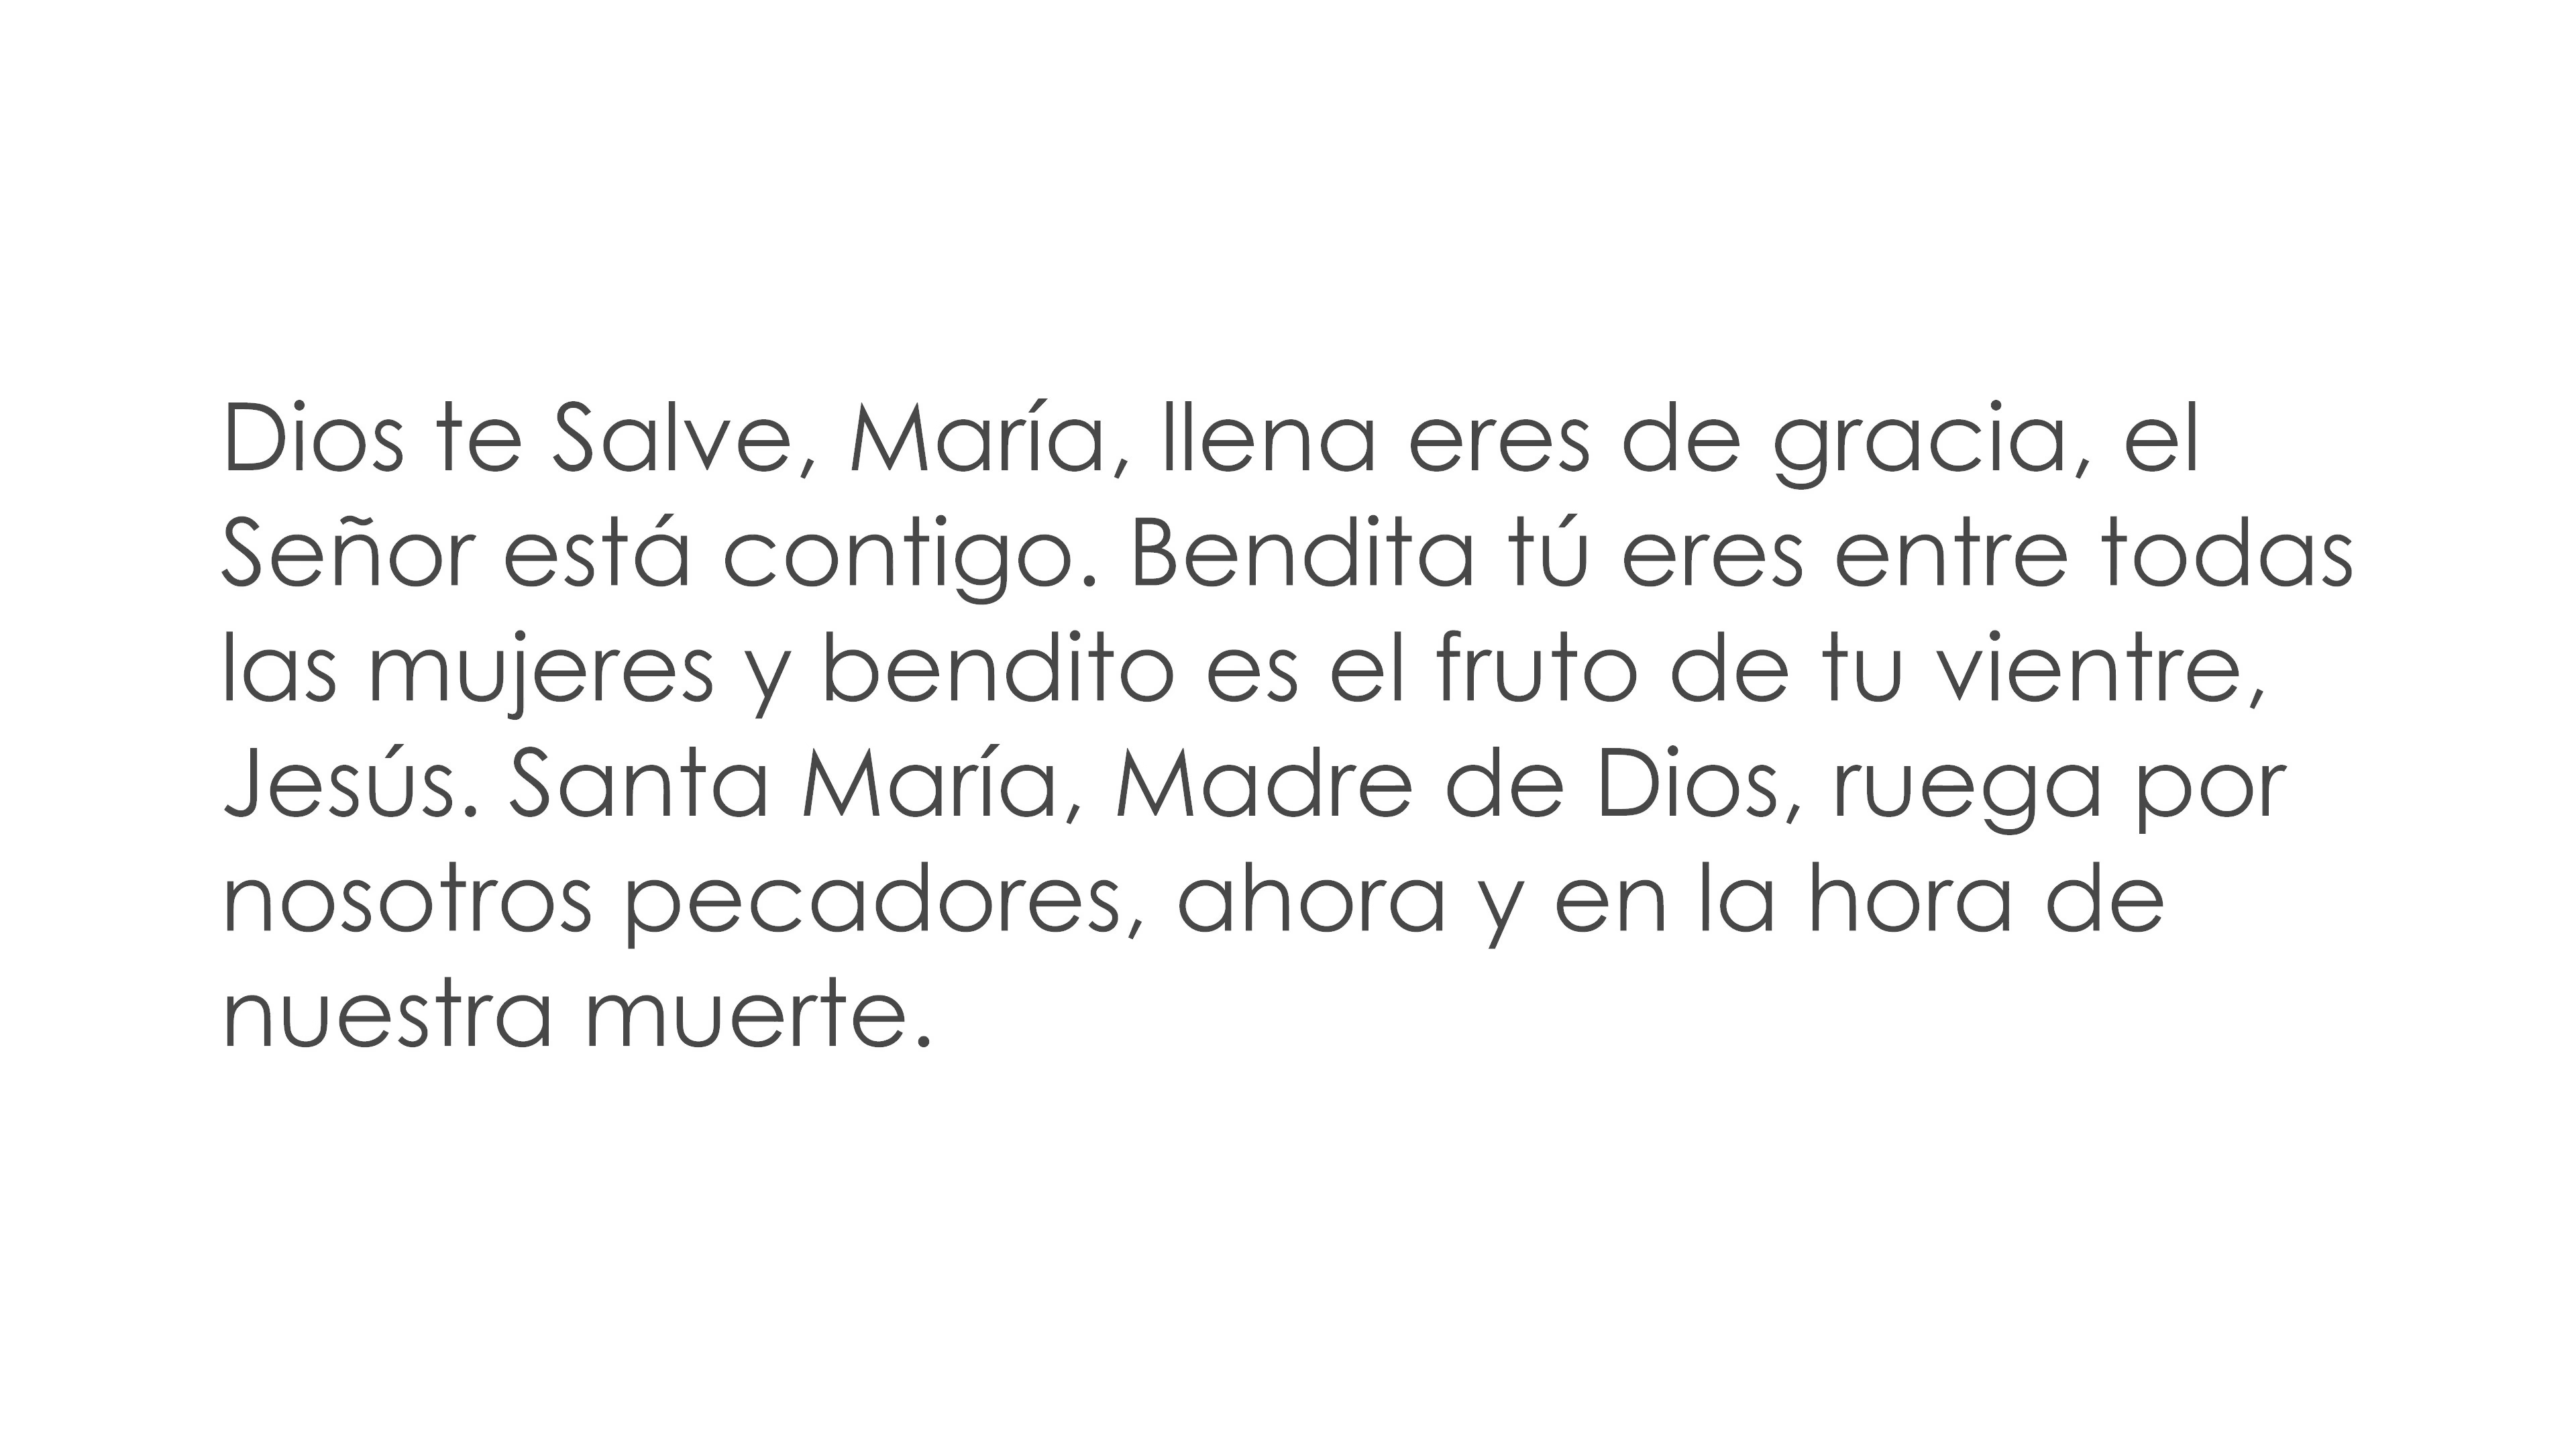 Dios te Salve, María, llena eres de gracia, el
Señor está contigo. Bendita tú eres entre todas
las mujeres y bendito es el fruto de tu vientre,
Jesús. Santa María, Madre de Dios, ruega por
nosotros pecadores, ahora y en la hora de
nuestra muerte.